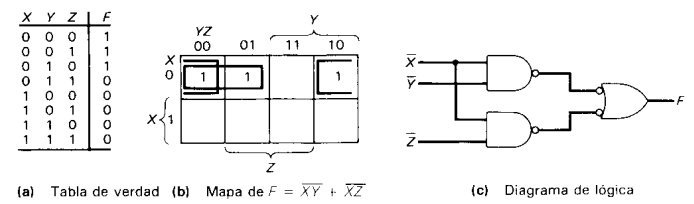 X Y Z F
0 0 0 1
0 0 1 1
0 1 0 1
0 1 1 0
1 0 0 0
1 0 1 0
1 1 0 0
1 1 1 0
(a) Tabla de verdad
Y
YZ
00 01 11 10
X
0 1 1 1
X { 1
Z
(b) Mapa de F = X̅Y̅ + X̅Z̅
X̅
Y̅
F
Z̅
(c) Diagrama de lógica